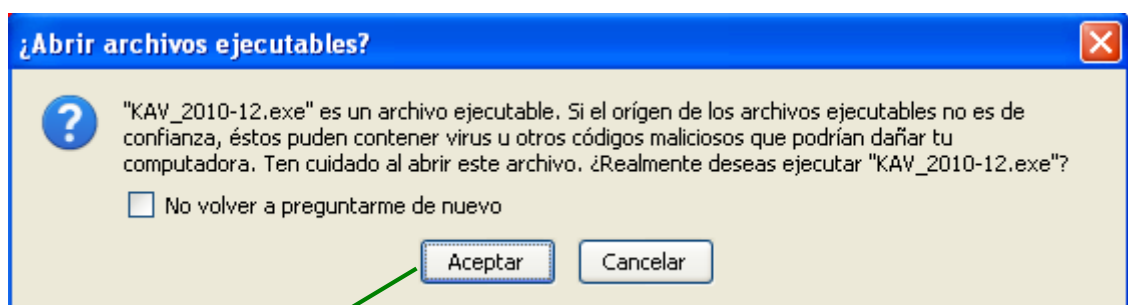 ¿Abrir archivos ejecutables?
"KAV_2010-12.exe" es un archivo ejecutable. Si el orígen de los archivos ejecutables no es de
confianza, éstos puden contener virus u otros códigos maliciosos que podrían dañar tu
computadora. Ten cuidado al abrir este archivo. ¿Realmente deseas ejecutar "KAV_2010-12.exe"?
No volver a preguntarme de nuevo
Aceptar
Cancelar